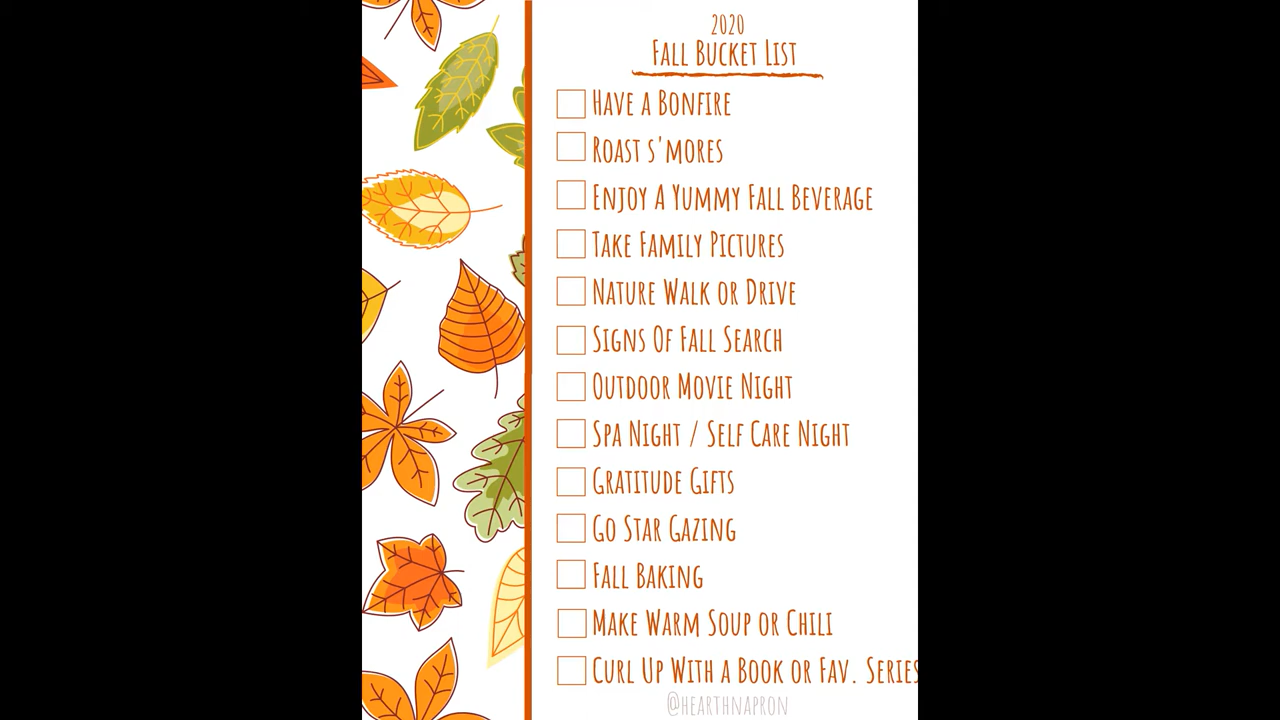 2020
Fall Bucket List
Have a Bonfire
Roast s'mores
Enjoy A Yummy Fall Beverage
Take Family Pictures
Nature Walk or Drive
Signs Of Fall Search
Outdoor Movie Night
Spa Night / Self Care Night
Gratitude Gifts
Go Star Gazing
Fall Baking
Make Warm Soup or Chili
Curl Up With a Book or Fav. Series
@hearthnapron